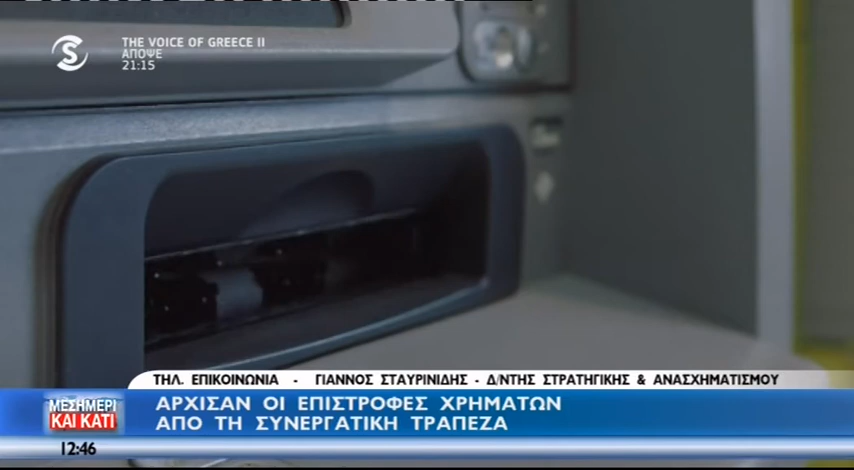 THE VOICE OF GREECE II
ΑΠΟΨΕ
21:15
ΤΗΛ. ΕΠΙΚΟΙΝΩΝΙΑ - ΓΙΑΝΝΟΣ ΣΤΑΥΡΙΝΙΔΗΣ - Δ/ΝΤΗΣ ΣΤΡΑΤΗΓΙΚΗΣ & ΑΝΑΣΧΗΜΑΤΙΣΜΟΥ
ΜΕΣΗΜΕΡΙ
ΚΑΙ ΚΑΤΙ
ΑΡΧΙΣΑΝ ΟΙ ΕΠΙΣΤΡΟΦΕΣ ΧΡΗΜΑΤΩΝ
ΑΠΟ ΤΗ ΣΥΝΕΡΓΑΤΙΚΗ ΤΡΑΠΕΖΑ
12:46